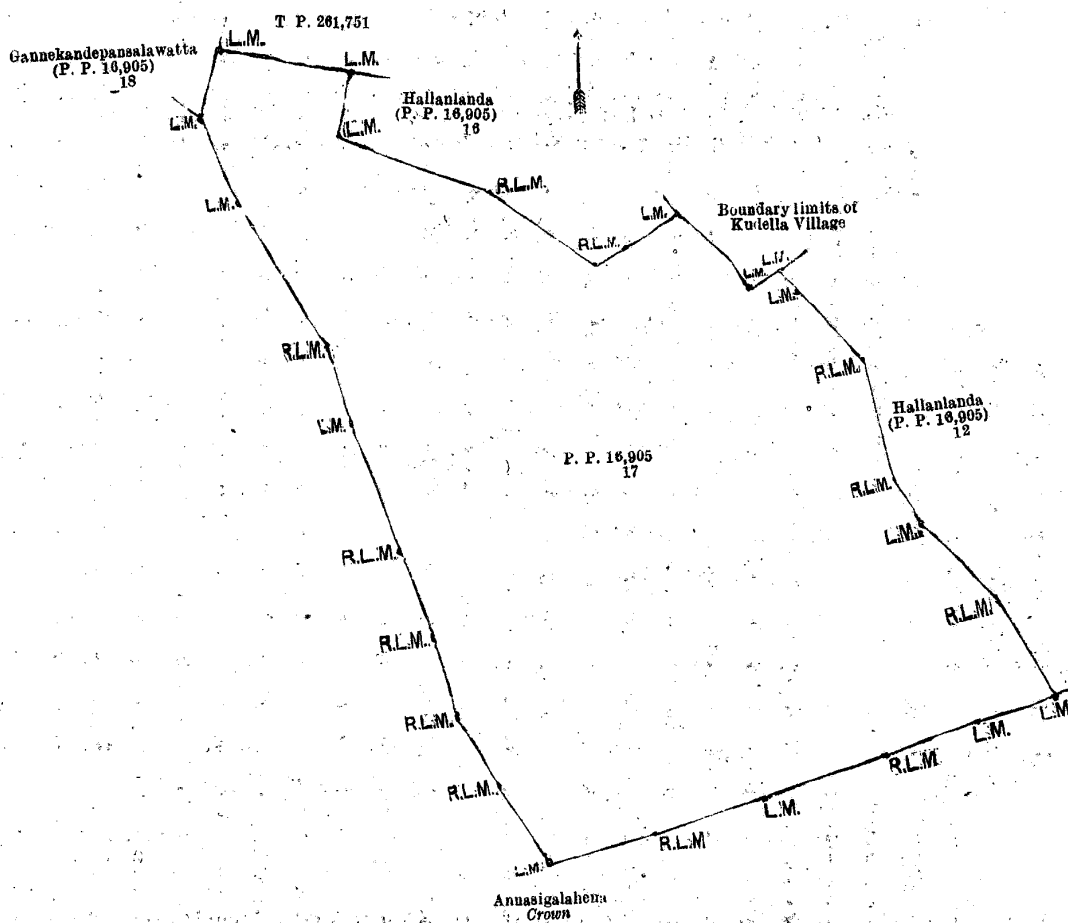 T P. 261,751
L.M.
Gannekandepansalawatta
(P. P. 16,905)
18
L.M.
Hallanlanda
(P. P. 16,905)
16
L.M.
L.M.
R.L.M.
L.M.
L.M.
Boundary limits of
Kudella Village
R.L.M.
L.M.
L.M.
L.M.
R.L.M.
R.L.M.
Hallanlanda
(P. P. 16,905)
12
L.M.
P. P. 16,905
17
R.L.M.
L.M.
R.L.M.
R.L.M.
R.L.M.
R.L.M.
L.M.
L.M.
R.L.M
R.L.M.
L.M.
R.L.M
L.M.
Annasigalahena
Crown